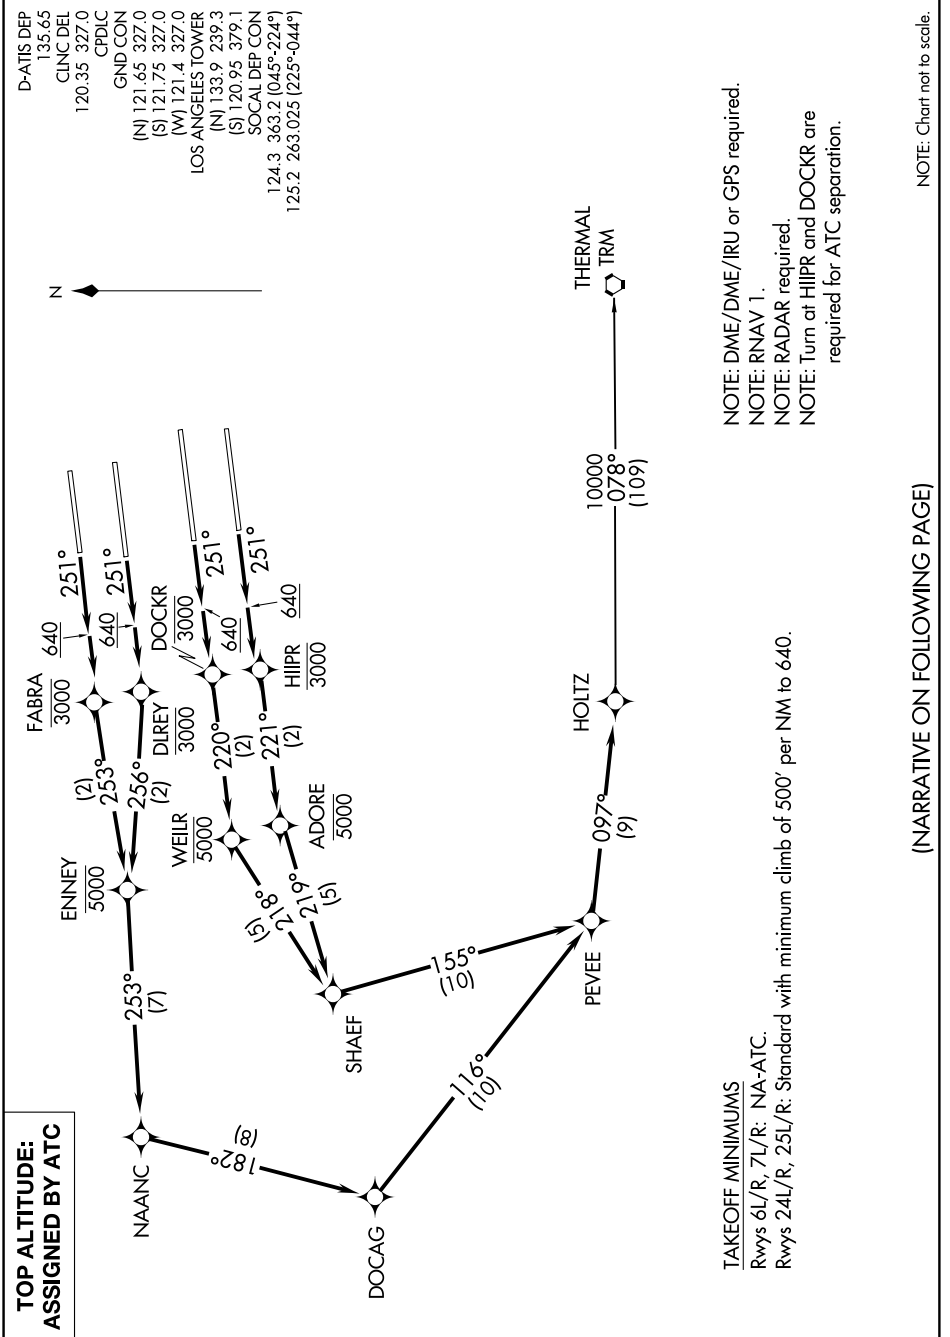 TOP ALTITUDE:
ASSIGNED BY ATC
D-ATIS DEP
135.65
CLNC DEL
120.35 327.0
CPDLC
GND CON
(N) 121.65 327.0
(S) 121.75 327.0
(W) 121.4 327.0
LOS ANGELES TOWER
(N) 133.9 239.3
(S) 120.95 379.1
SOCAL DEP CON
124.3 363.2 (045°-224°)
125.2 263.025 (225°-044°)
N
FABRA
3000
640
251°
640
251°
DLREY
3000
(2)
253°
256°
(2)
ENNEY
5000
253°
(7)
NAANC
182°
(8)
DOCAG
DOCKR
3000
640
251°
251°
640
HIIPR
3000
220°
(2)
221°
(2)
WEILR
5000
ADORE
5000
218°
(5)
219°
(5)
SHAEF
155°
(10)
116°
(10)
PEVEE
097°
(9)
HOLTZ
10000
078°
(109)
THERMAL
TRM
NOTE: DME/DME/IRU or GPS required.
NOTE: RNAV 1.
NOTE: RADAR required.
NOTE: Turn at HIIPR and DOCKR are
required for ATC separation.
TAKEOFF MINIMUMS
Rwys 6L/R, 7L/R: NA-ATC.
Rwys 24L/R, 25L/R: Standard with minimum climb of 500' per NM to 640.
(NARRATIVE ON FOLLOWING PAGE)
NOTE: Chart not to scale.